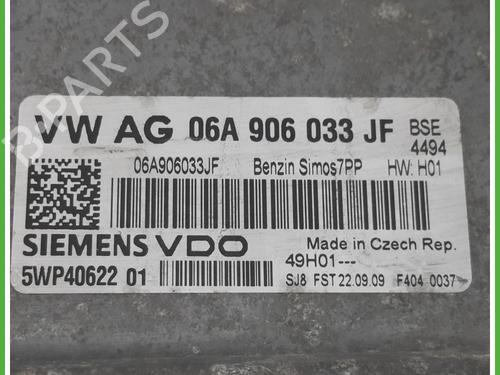 B-PARTS
VW AG 06A 906 033 JF BSE
4494
06A906033JF Benzin Simos7PP HW: H01
SIEMENS VDO Made in Czech Rep.
49H01---
5WP40622 01 SJ8 FST 22.09.09 F404 0037